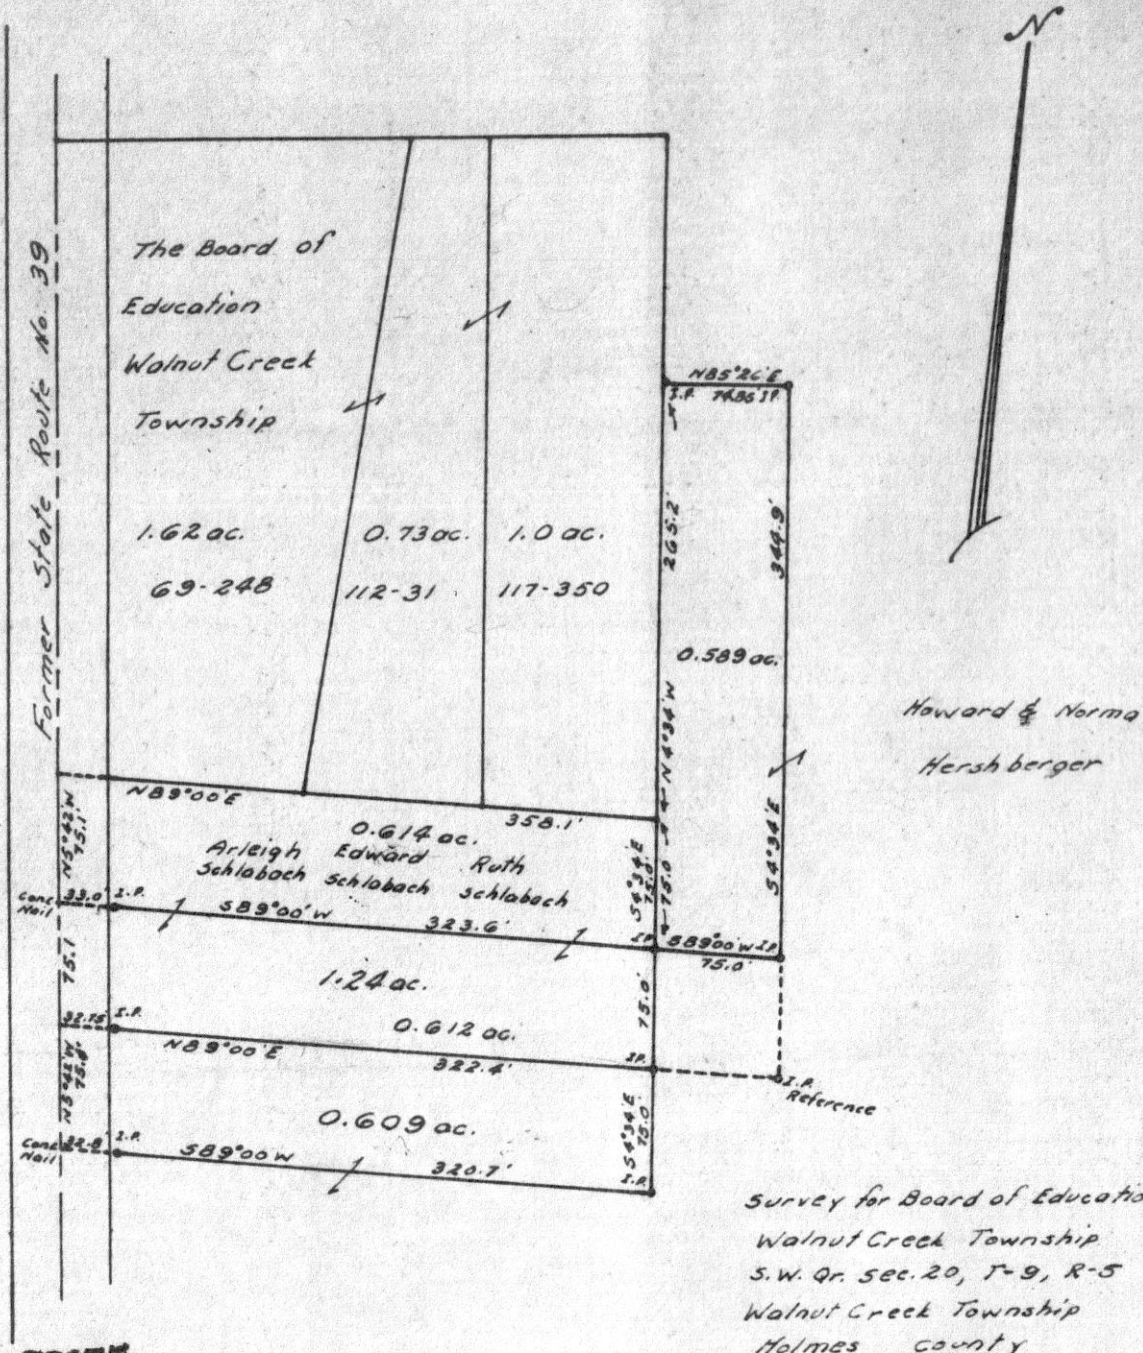 N
Former State Route No. 39
The Board of
Education
Walnut Creek
Township
1.62 ac.
69-248
0.73 ac.
112-31
1.0 ac.
117-350
N85°26'E
I.P. 74.85' I.P.
265.2'
344.9'
0.589 ac.
N4°34'W
S4°34'E
75.0
Howard & Norma
Hershberger
N89°00'E
358.1'
0.614 ac.
Arleigh Edward Ruth
Schlabach Schlabach Schlabach
N5°42'W
75.1'
S4°34'E
75.0'
Conc.
Nail
33.0' I.P.
S89°00'W
323.6'
I.P.
S89°00'W I.P.
75.0'
75.1
1.24 ac.
75.0'
32.75 I.P.
0.612 ac.
N89°00'E
322.4'
I.P.
I.P.
Reference
0.609 ac.
S4°34'E
75.0'
Conc.
Nail
I.P.
S89°00'W
320.7'
I.P.
Survey for Board of Educatio
Walnut Creek Township
S.W. Qr. Sec. 20, T-9, R-5
Walnut Creek Township
Holmes County